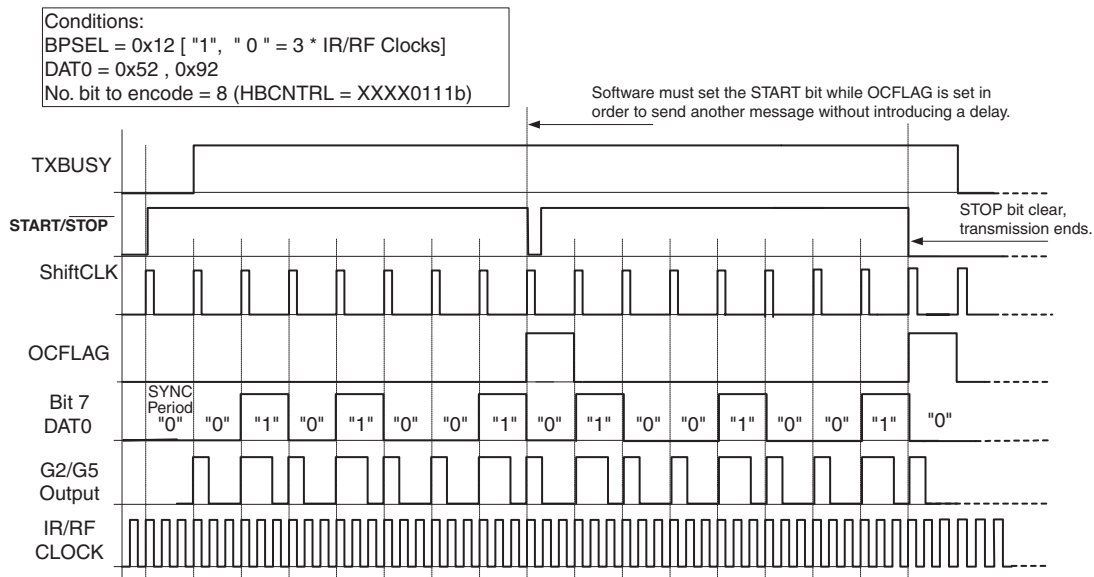 Conditions:
BPSEL = 0x12 [ "1", " 0 " = 3 * IR/RF Clocks]
DAT0 = 0x52 , 0x92
No. bit to encode = 8 (HBCNTRL = XXXX0111b)
Software must set the START bit while OCFLAG is set in
order to send another message without introducing a delay.
TXBUSY
START/STOP
STOP bit clear,
transmission ends.
ShiftCLK
OCFLAG
SYNC
Period
Bit 7
DAT0
"0" "0" "1" "0" "1" "0" "0" "1" "0" "1" "0" "0" "1" "0" "0" "1" "0"
G2/G5
Output
IR/RF
CLOCK